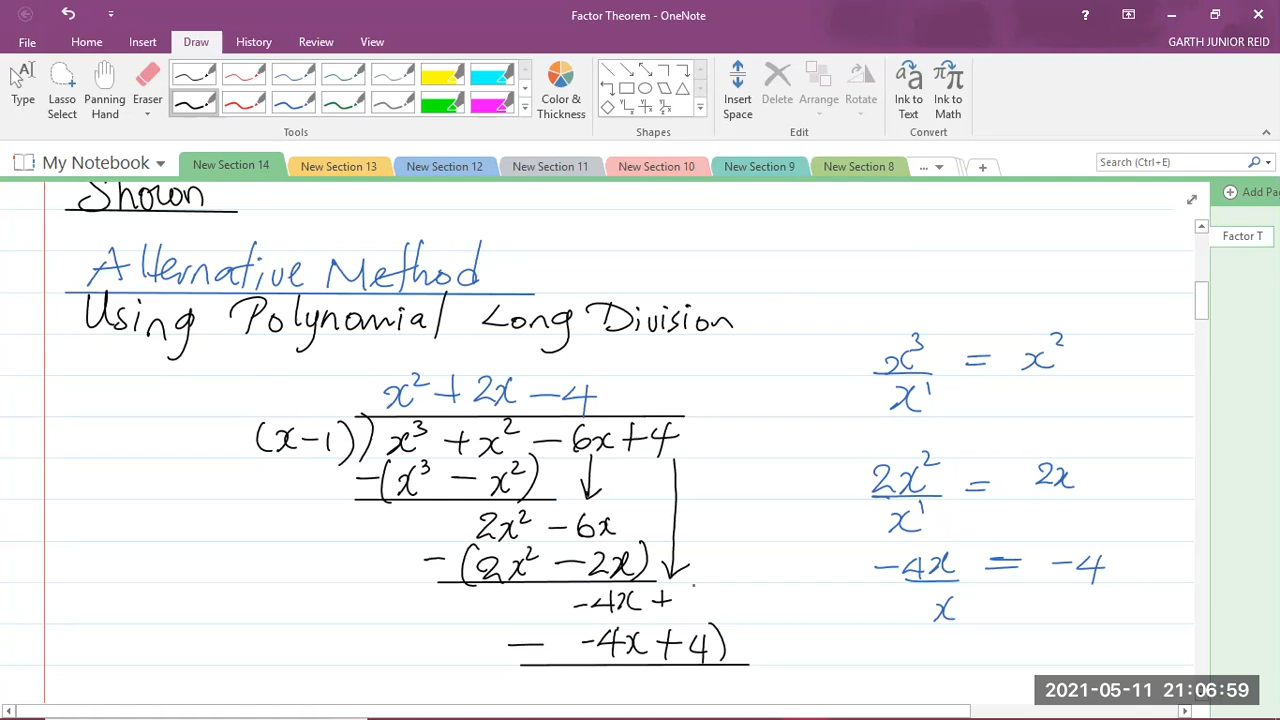 Factor Theorem - OneNote
GARTH JUNIOR REID
File Home Insert Draw History Review View
Type
Lasso Select
Panning Hand
Eraser
Color & Thickness
Insert Space
Delete
Arrange
Rotate
Ink to Text
Ink to Math
Tools
Shapes
Edit
Convert
My Notebook
New Section 14
New Section 13
New Section 12
New Section 11
New Section 10
New Section 9
New Section 8
...
Search (Ctrl+E)
Add Pa
Factor T
Shown
Alternative Method
Using Polynomial Long Division
x² + 2x - 4
(x-1)) x³ + x² - 6x + 4
-(x³ - x²)
2x² - 6x
-(2x² - 2x)
-4x +
- -4x + 4)
x³/x¹ = x²
2x²/x¹ = 2x
-4x/x = -4
2021-05-11 21:06:59